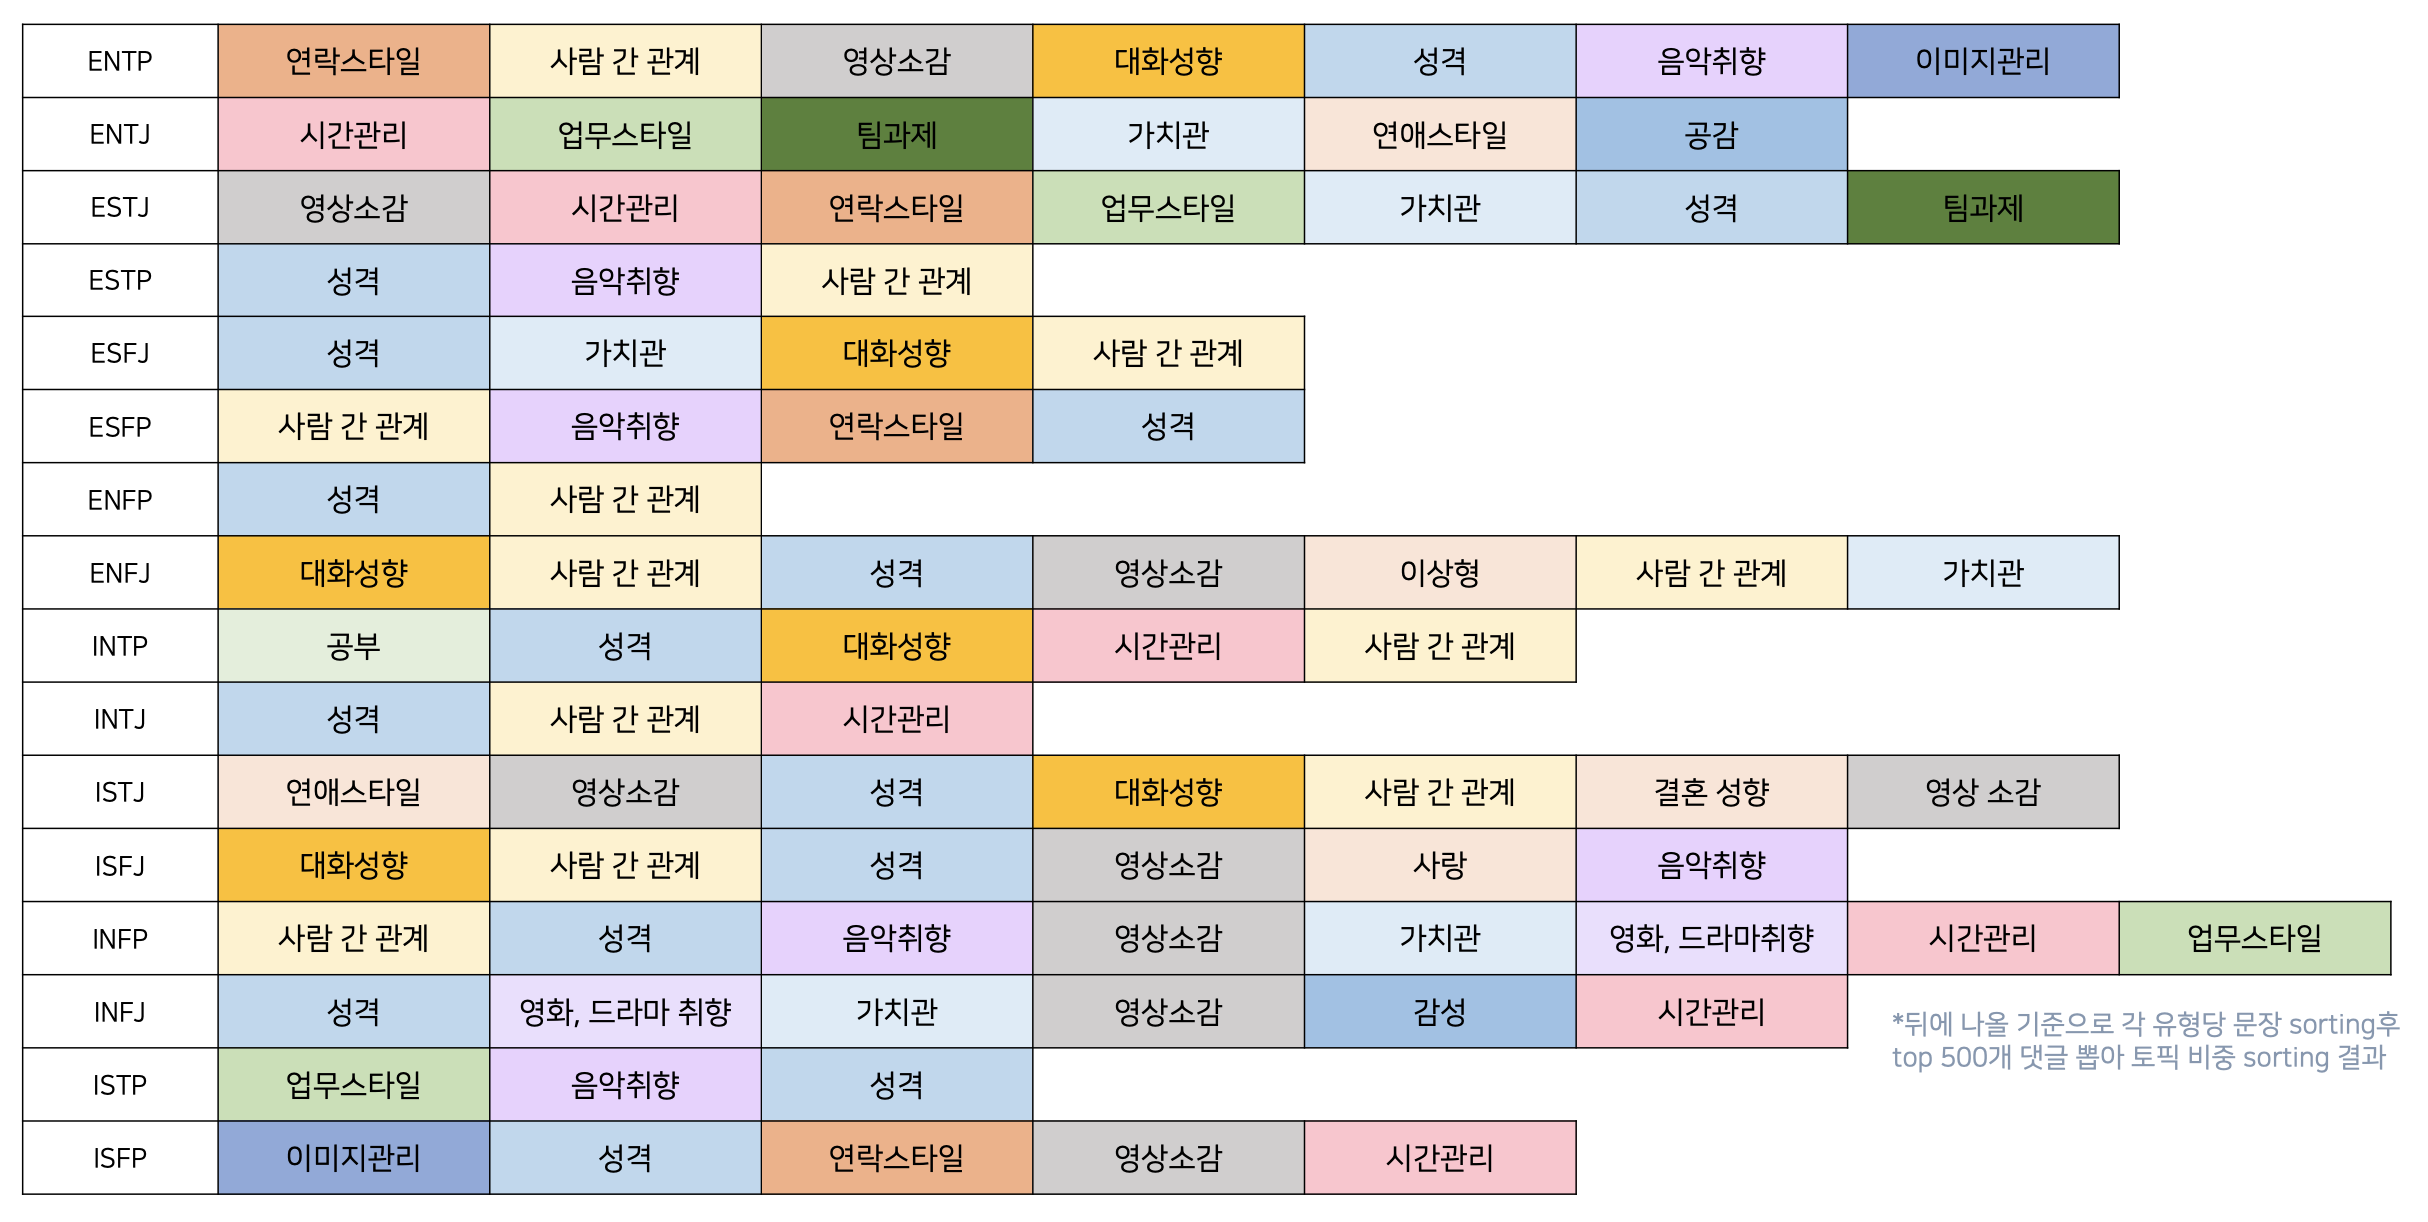 ENTP 연락스타일 사람 간 관계 영상소감 대화성향 성격 음악취향 이미지관리
ENTJ 시간관리 업무스타일 팀과제 가치관 연애스타일 공감
ESTJ 영상소감 시간관리 연락스타일 업무스타일 가치관 성격 팀과제
ESTP 성격 음악취향 사람 간 관계
ESFJ 성격 가치관 대화성향 사람 간 관계
ESFP 사람 간 관계 음악취향 연락스타일 성격
ENFP 성격 사람 간 관계
ENFJ 대화성향 사람 간 관계 성격 영상소감 이상형 사람 간 관계 가치관
INTP 공부 성격 대화성향 시간관리 사람 간 관계
INTJ 성격 사람 간 관계 시간관리
ISTJ 연애스타일 영상소감 성격 대화성향 사람 간 관계 결혼 성향 영상 소감
ISFJ 대화성향 사람 간 관계 성격 영상소감 사랑 음악취향
INFP 사람 간 관계 성격 음악취향 영상소감 가치관 영화, 드라마취향 시간관리 업무스타일
INFJ 성격 영화, 드라마 취향 가치관 영상소감 감성 시간관리
*뒤에 나올 기준으로 각 유형당 문장 sorting후
top 500개 댓글 뽑아 토픽 비중 sorting 결과
ISTP 업무스타일 음악취향 성격
ISFP 이미지관리 성격 연락스타일 영상소감 시간관리